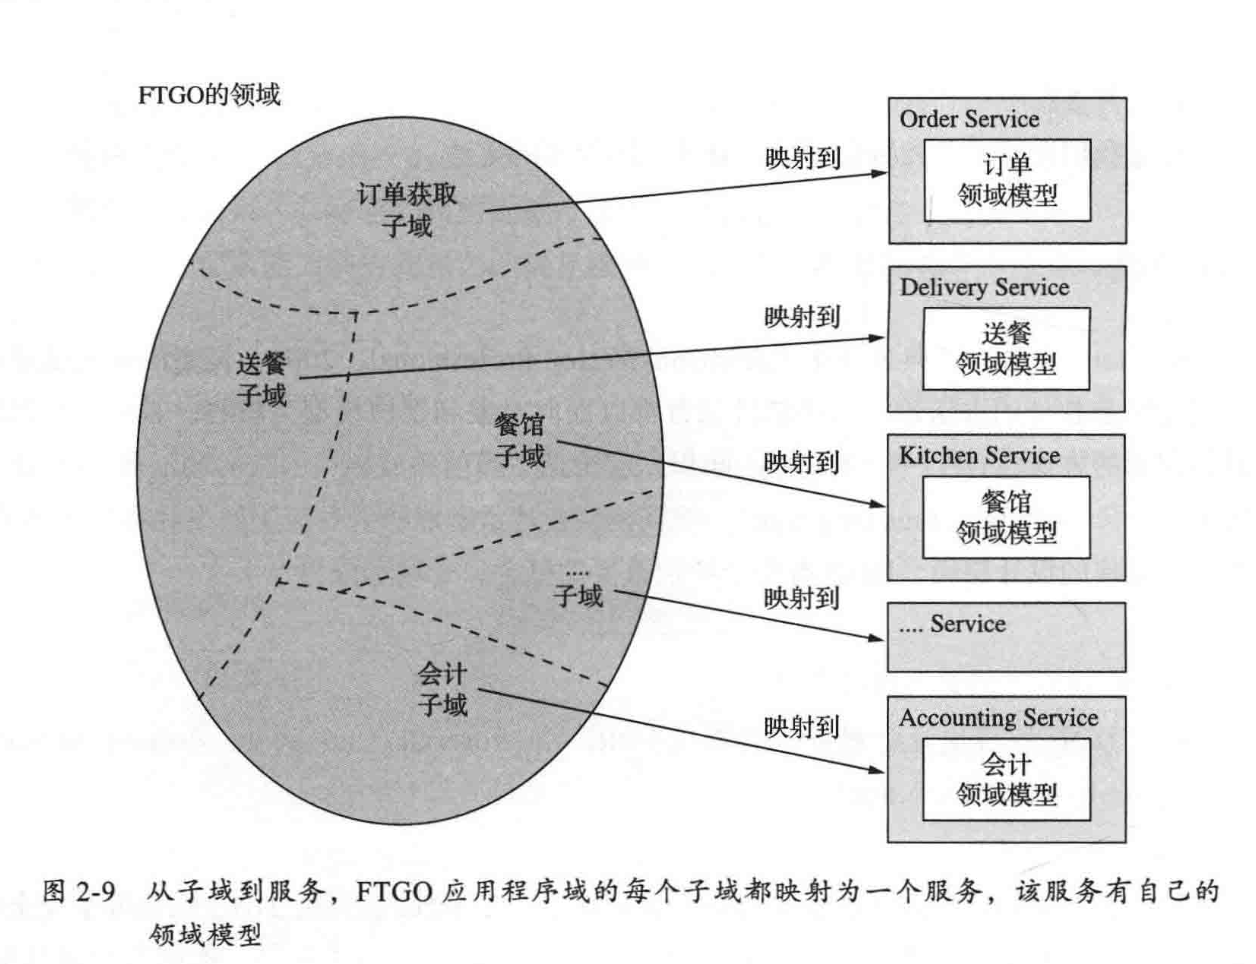 FTGO的领域
订单获取
子域
映射到
Order Service
订单
领域模型
送餐
子域
映射到
Delivery Service
送餐
领域模型
餐馆
子域
映射到
Kitchen Service
餐馆
领域模型
....
子域
映射到
.... Service
会计
子域
映射到
Accounting Service
会计
领域模型
图 2-9 从子域到服务，FTGO 应用程序域的每个子域都映射为一个服务，该服务有自己的
领域模型